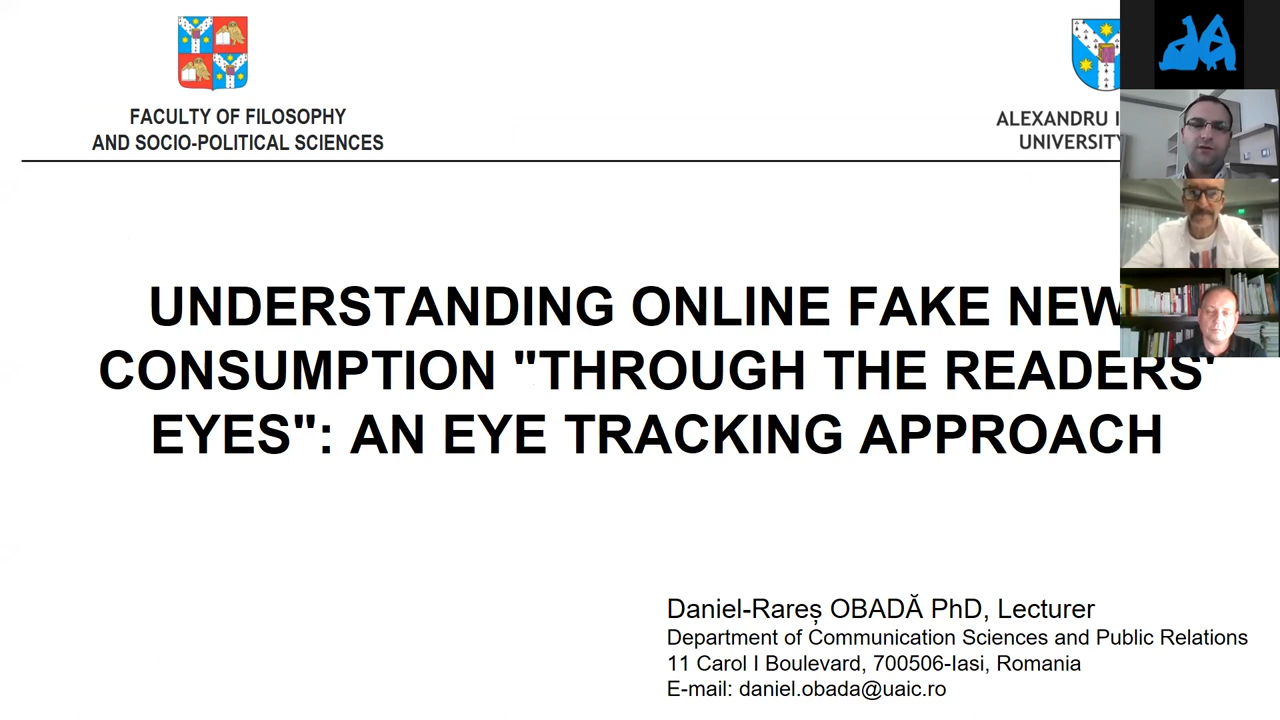 FACULTY OF FILOSOPHY
AND SOCIO-POLITICAL SCIENCES
ALEXANDRU
UNIVERSITY
UNDERSTANDING ONLINE FAKE NEW
CONSUMPTION "THROUGH THE READERS'
EYES": AN EYE TRACKING APPROACH
Daniel-Rareș OBADĂ PhD, Lecturer
Department of Communication Sciences and Public Relations
11 Carol I Boulevard, 700506-Iasi, Romania
E-mail: daniel.obada@uaic.ro